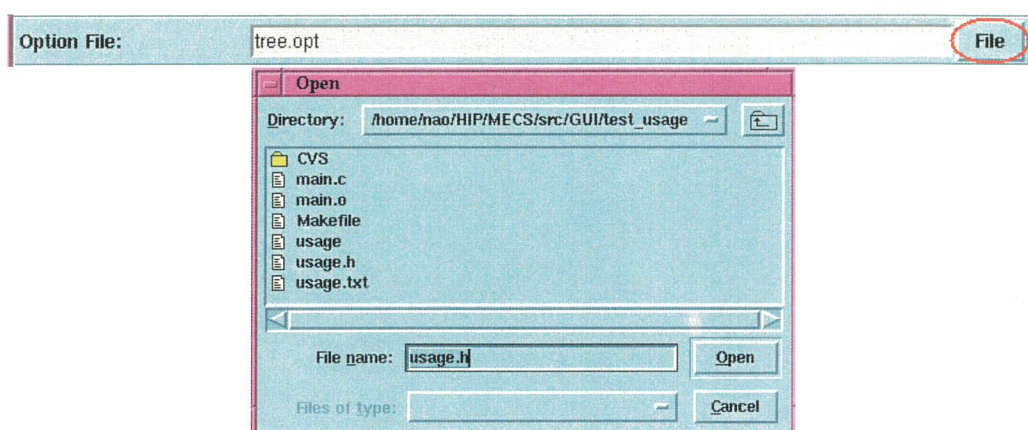 Option File: tree.opt File
Open
Directory: /home/nao/HIP/MECS/src/GUI/test_usage
CVS
main.c
main.o
Makefile
usage
usage.h
usage.txt
File name: usage.h Open
Files of type: Cancel